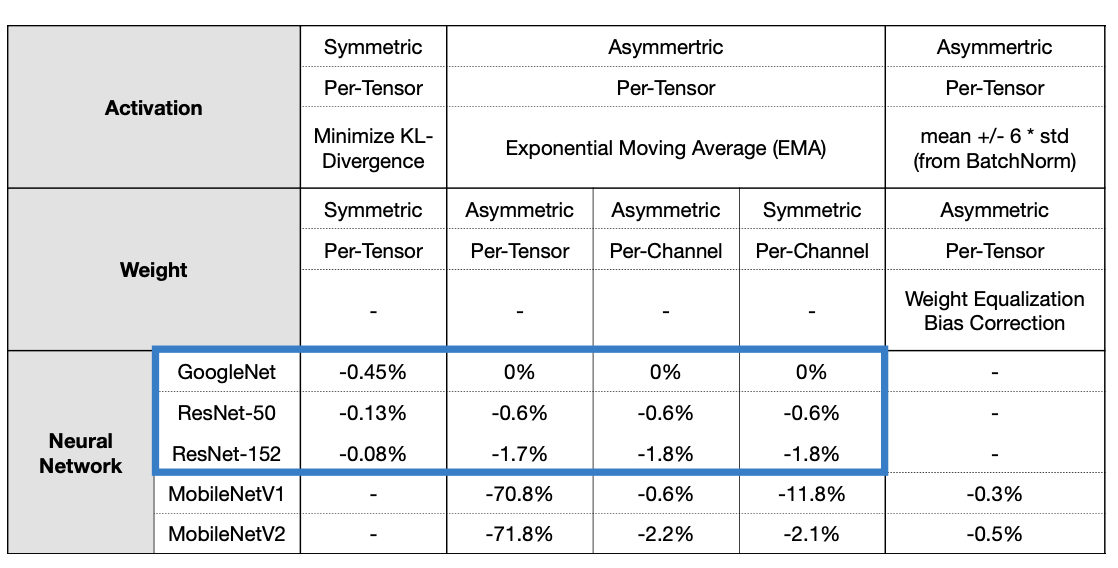 Activation
Symmetric
Asymmertric
Asymmertric
Per-Tensor
Per-Tensor
Per-Tensor
Minimize KL-
Divergence
Exponential Moving Average (EMA)
mean +/- 6 * std
(from BatchNorm)
Weight
Symmetric
Asymmetric
Asymmetric
Symmetric
Asymmetric
Per-Tensor
Per-Tensor
Per-Channel
Per-Channel
Per-Tensor
-
-
-
-
Weight Equalization
Bias Correction
Neural
Network
GoogleNet
-0.45%
0%
0%
0%
-
ResNet-50
-0.13%
-0.6%
-0.6%
-0.6%
-
ResNet-152
-0.08%
-1.7%
-1.8%
-1.8%
-
MobileNetV1
-
-70.8%
-0.6%
-11.8%
-0.3%
MobileNetV2
-
-71.8%
-2.2%
-2.1%
-0.5%